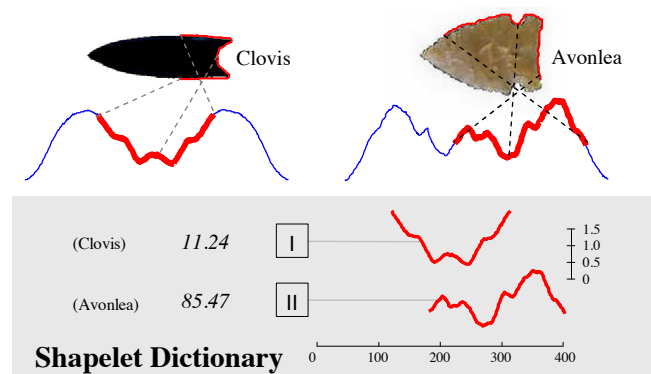 Clovis
Avonlea
(Clovis) 11.24 I
(Avonlea) 85.47 II
1.5
1.0
0.5
0
Shapelet Dictionary
0 100 200 300 400